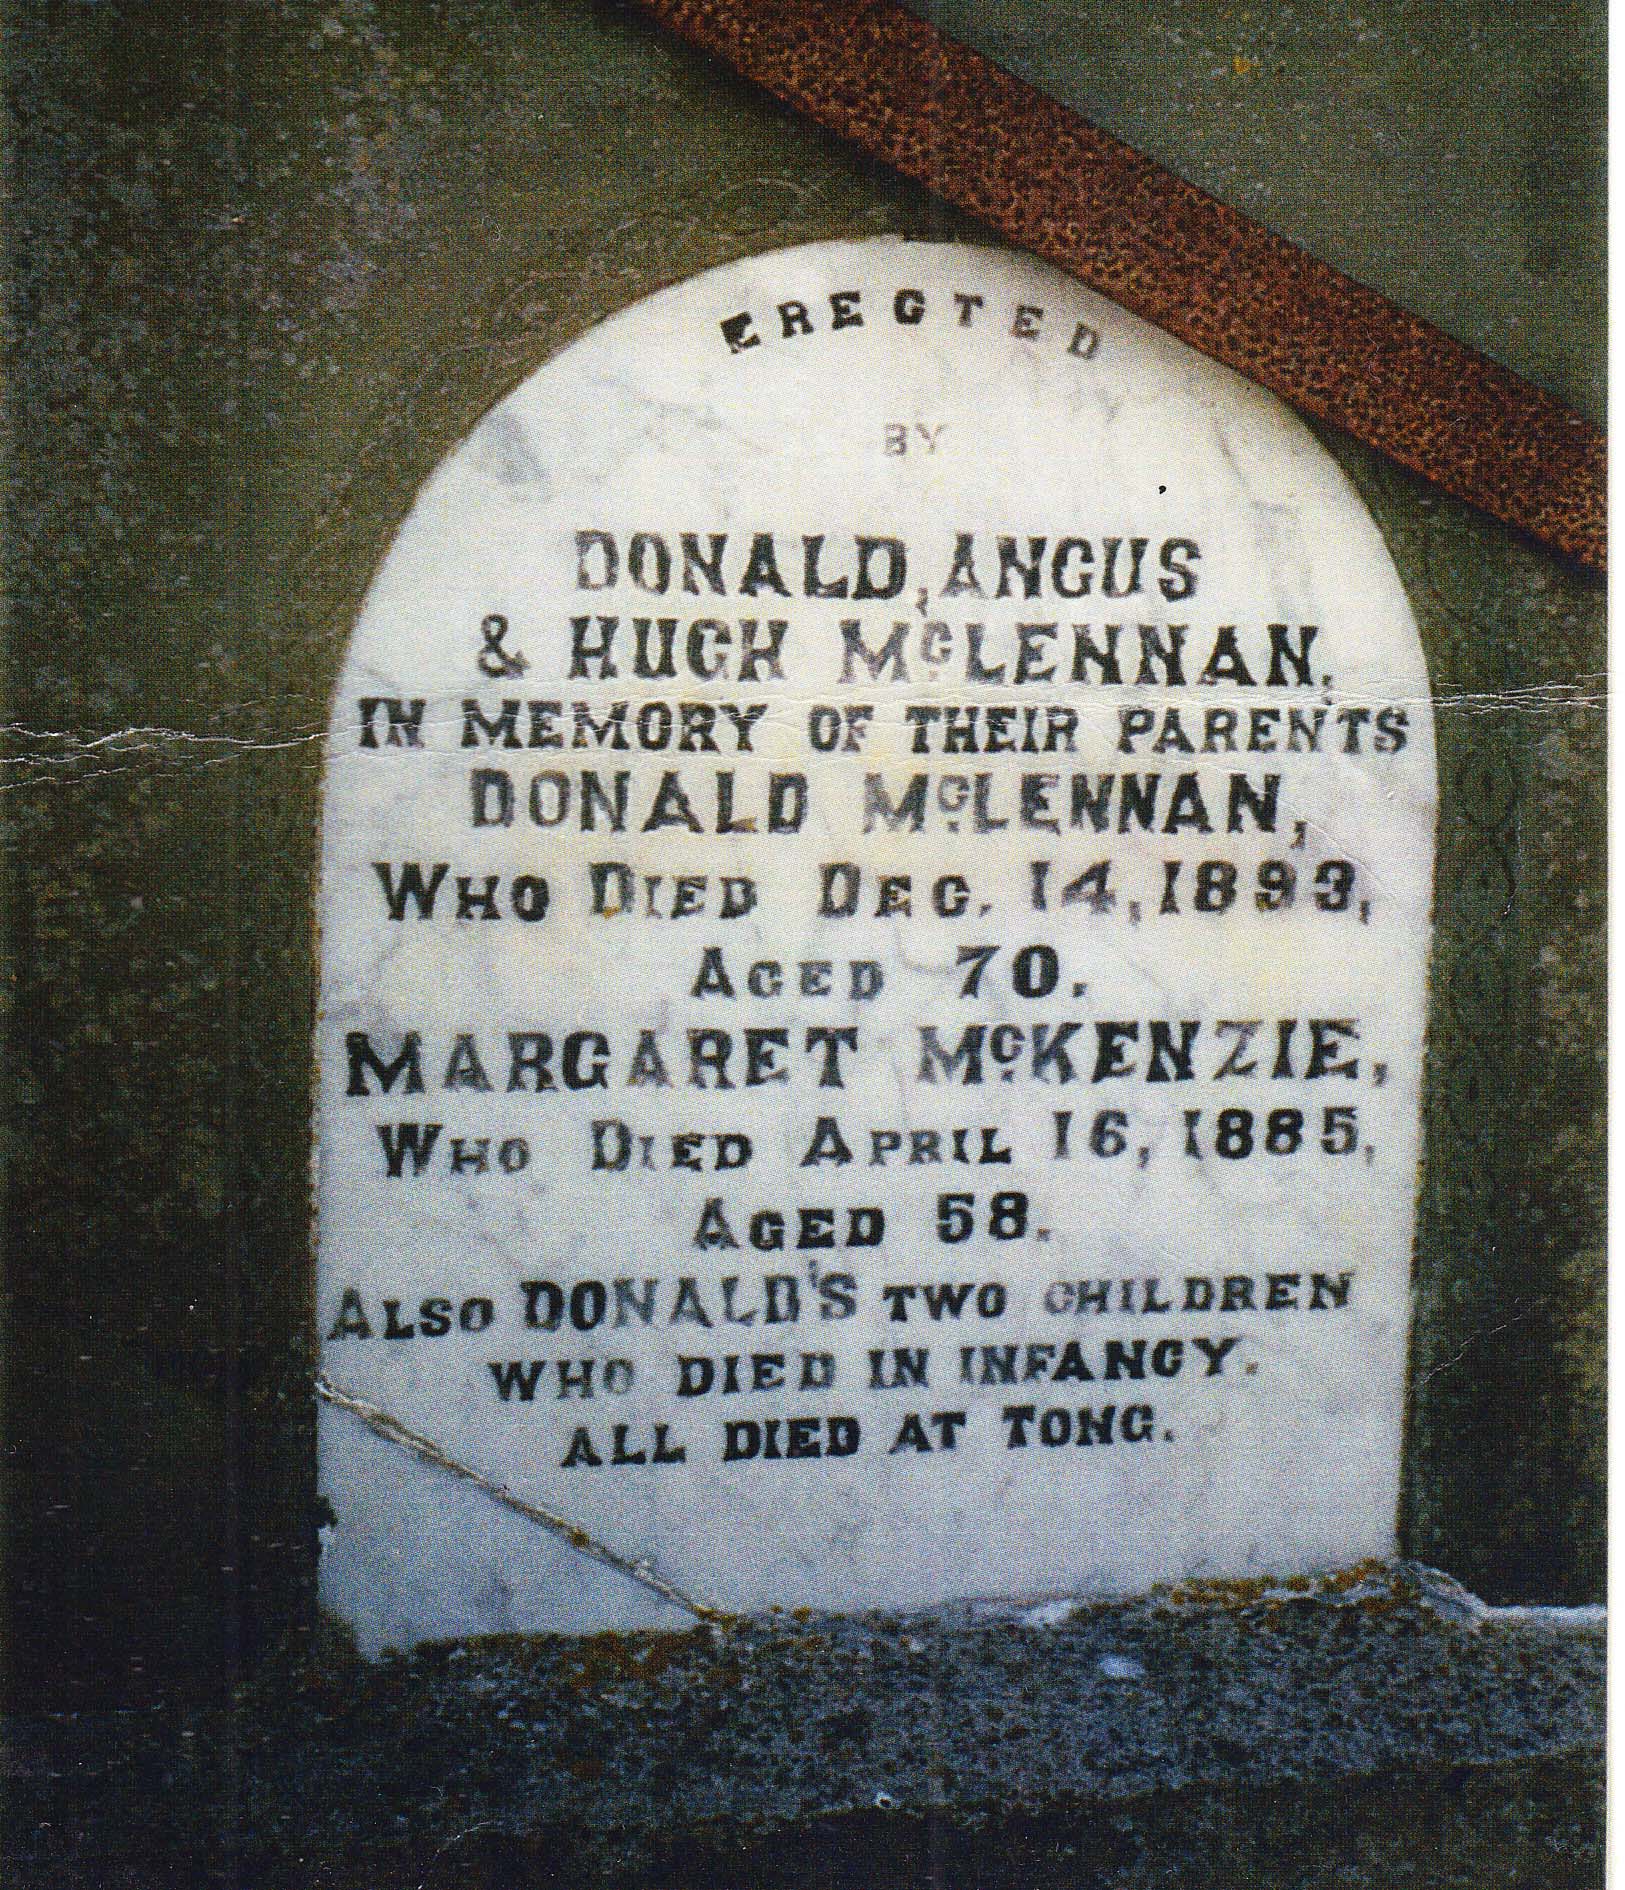 ERECTED
BY
DONALD, ANGUS
& HUGH McLENNAN,
IN MEMORY OF THEIR PARENTS
DONALD McLENNAN,
WHO DIED DEC. 14, 1893,
AGED 70.
MARGARET McKENZIE,
WHO DIED APRIL 16, 1885,
AGED 58.
ALSO DONALD'S TWO CHILDREN
WHO DIED IN INFANCY.
ALL DIED AT TONG.